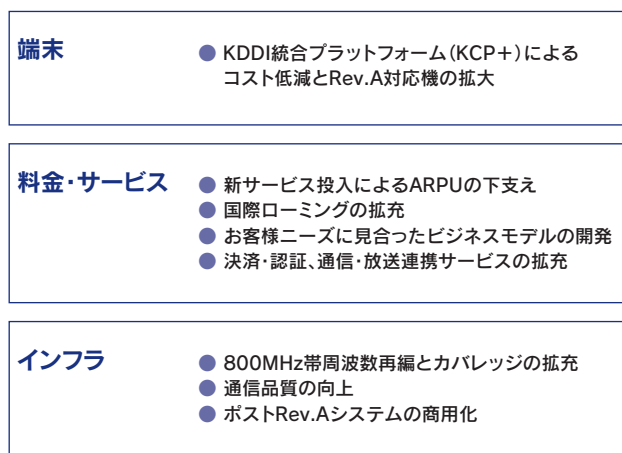 端末
● KDDI統合プラットフォーム(KCP+)による
コスト低減とRev.A対応機の拡大
料金・サービス
● 新サービス投入によるARPUの下支え
● 国際ローミングの拡充
● お客様ニーズに見合ったビジネスモデルの開発
● 決済・認証、通信・放送連携サービスの拡充
インフラ
● 800MHz帯周波数再編とカバレッジの拡充
● 通信品質の向上
● ポストRev.Aシステムの商用化